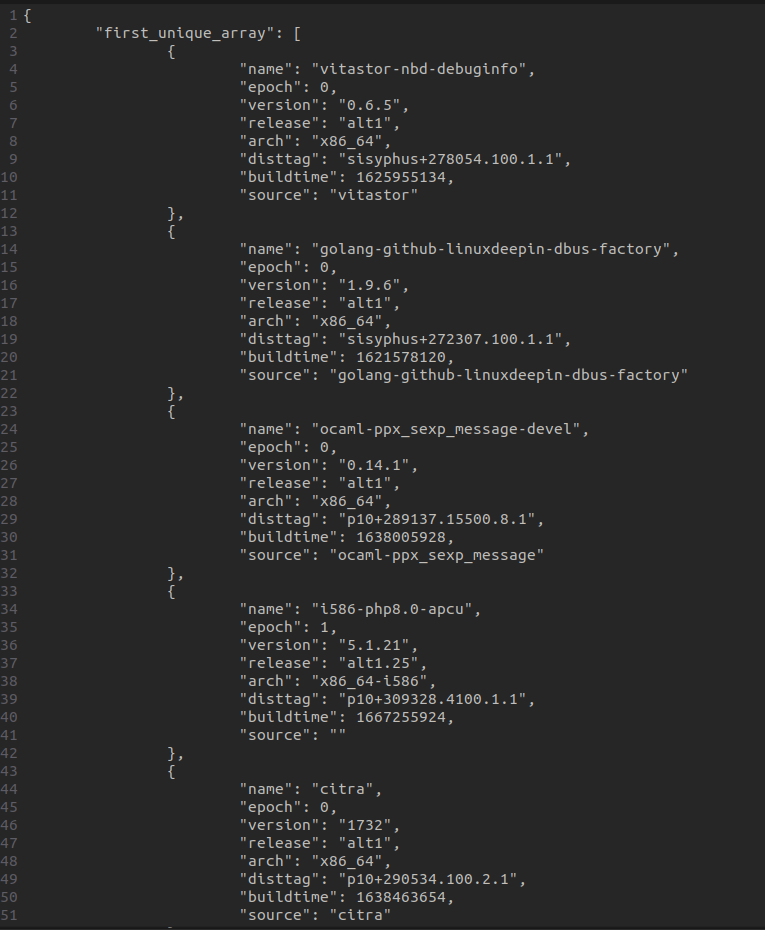 1 {
2 "first_unique_array": [
3 {
4 "name": "vitastor-nbd-debuginfo",
5 "epoch": 0,
6 "version": "0.6.5",
7 "release": "alt1",
8 "arch": "x86_64",
9 "disttag": "sisyphus+278054.100.1.1",
10 "buildtime": 1625955134,
11 "source": "vitastor"
12 },
13 {
14 "name": "golang-github-linuxdeepin-dbus-factory",
15 "epoch": 0,
16 "version": "1.9.6",
17 "release": "alt1",
18 "arch": "x86_64",
19 "disttag": "sisyphus+272307.100.1.1",
20 "buildtime": 1621578120,
21 "source": "golang-github-linuxdeepin-dbus-factory"
22 },
23 {
24 "name": "ocaml-ppx_sexp_message-devel",
25 "epoch": 0,
26 "version": "0.14.1",
27 "release": "alt1",
28 "arch": "x86_64",
29 "disttag": "p10+289137.15500.8.1",
30 "buildtime": 1638005928,
31 "source": "ocaml-ppx_sexp_message"
32 },
33 {
34 "name": "i586-php8.0-apcu",
35 "epoch": 1,
36 "version": "5.1.21",
37 "release": "alt1.25",
38 "arch": "x86_64-i586",
39 "disttag": "p10+309328.4100.1.1",
40 "buildtime": 1667255924,
41 "source": ""
42 },
43 {
44 "name": "citra",
45 "epoch": 0,
46 "version": "1732",
47 "release": "alt1",
48 "arch": "x86_64",
49 "disttag": "p10+290534.100.2.1",
50 "buildtime": 1638463654,
51 "source": "citra"